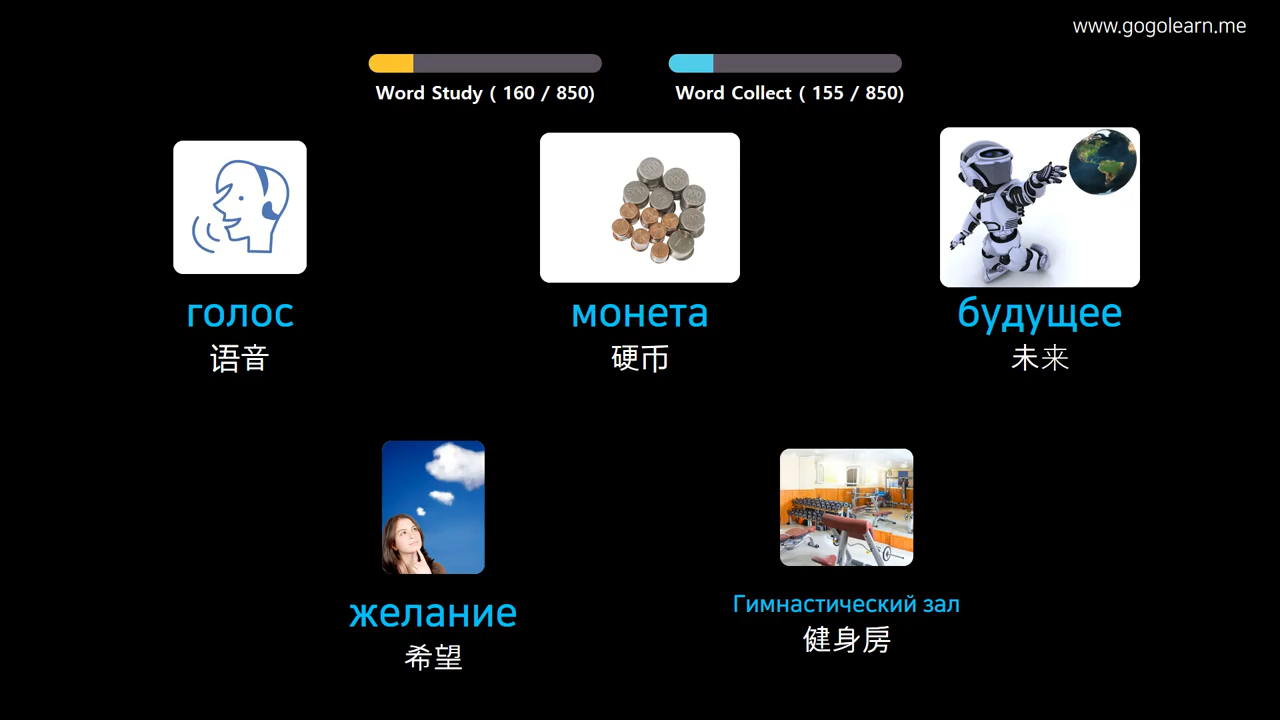 www.gogolearn.me
Word Study ( 160 / 850)
Word Collect ( 155 / 850)
голос
语音
монета
硬币
будущее
未来
желание
希望
Гимнастический зал
健身房